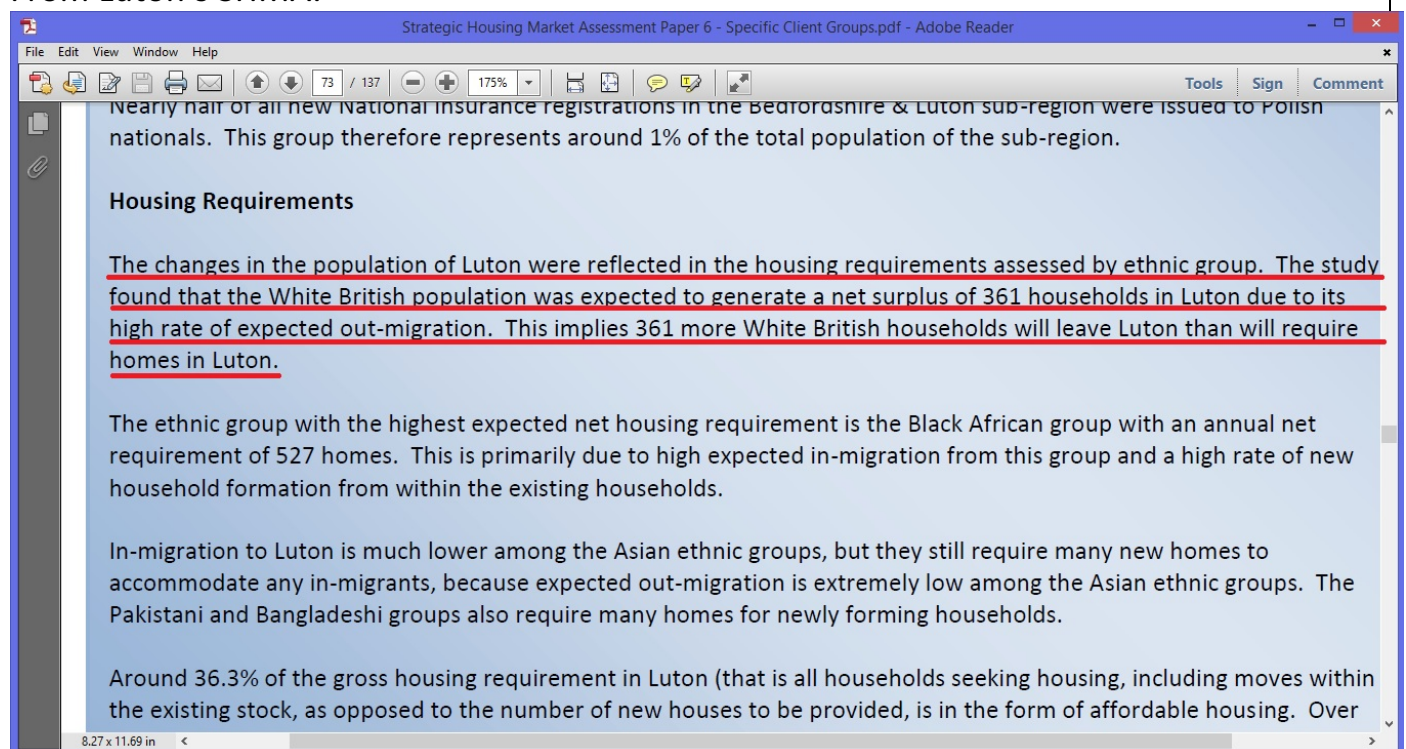 From Luton's SHMA:
Strategic Housing Market Assessment Paper 6 - Specific Client Groups.pdf - Adobe Reader
File Edit View Window Help
73 / 137 175% Tools Sign Comment
Nearly half of all new National Insurance registrations in the Bedfordshire & Luton sub-region were issued to Polish
nationals. This group therefore represents around 1% of the total population of the sub-region.
Housing Requirements
The changes in the population of Luton were reflected in the housing requirements assessed by ethnic group. The study
found that the White British population was expected to generate a net surplus of 361 households in Luton due to its
high rate of expected out-migration. This implies 361 more White British households will leave Luton than will require
homes in Luton.
The ethnic group with the highest expected net housing requirement is the Black African group with an annual net
requirement of 527 homes. This is primarily due to high expected in-migration from this group and a high rate of new
household formation from within the existing households.
In-migration to Luton is much lower among the Asian ethnic groups, but they still require many new homes to
accommodate any in-migrants, because expected out-migration is extremely low among the Asian ethnic groups. The
Pakistani and Bangladeshi groups also require many homes for newly forming households.
Around 36.3% of the gross housing requirement in Luton (that is all households seeking housing, including moves within
the existing stock, as opposed to the number of new houses to be provided, is in the form of affordable housing. Over
8.27 x 11.69 in